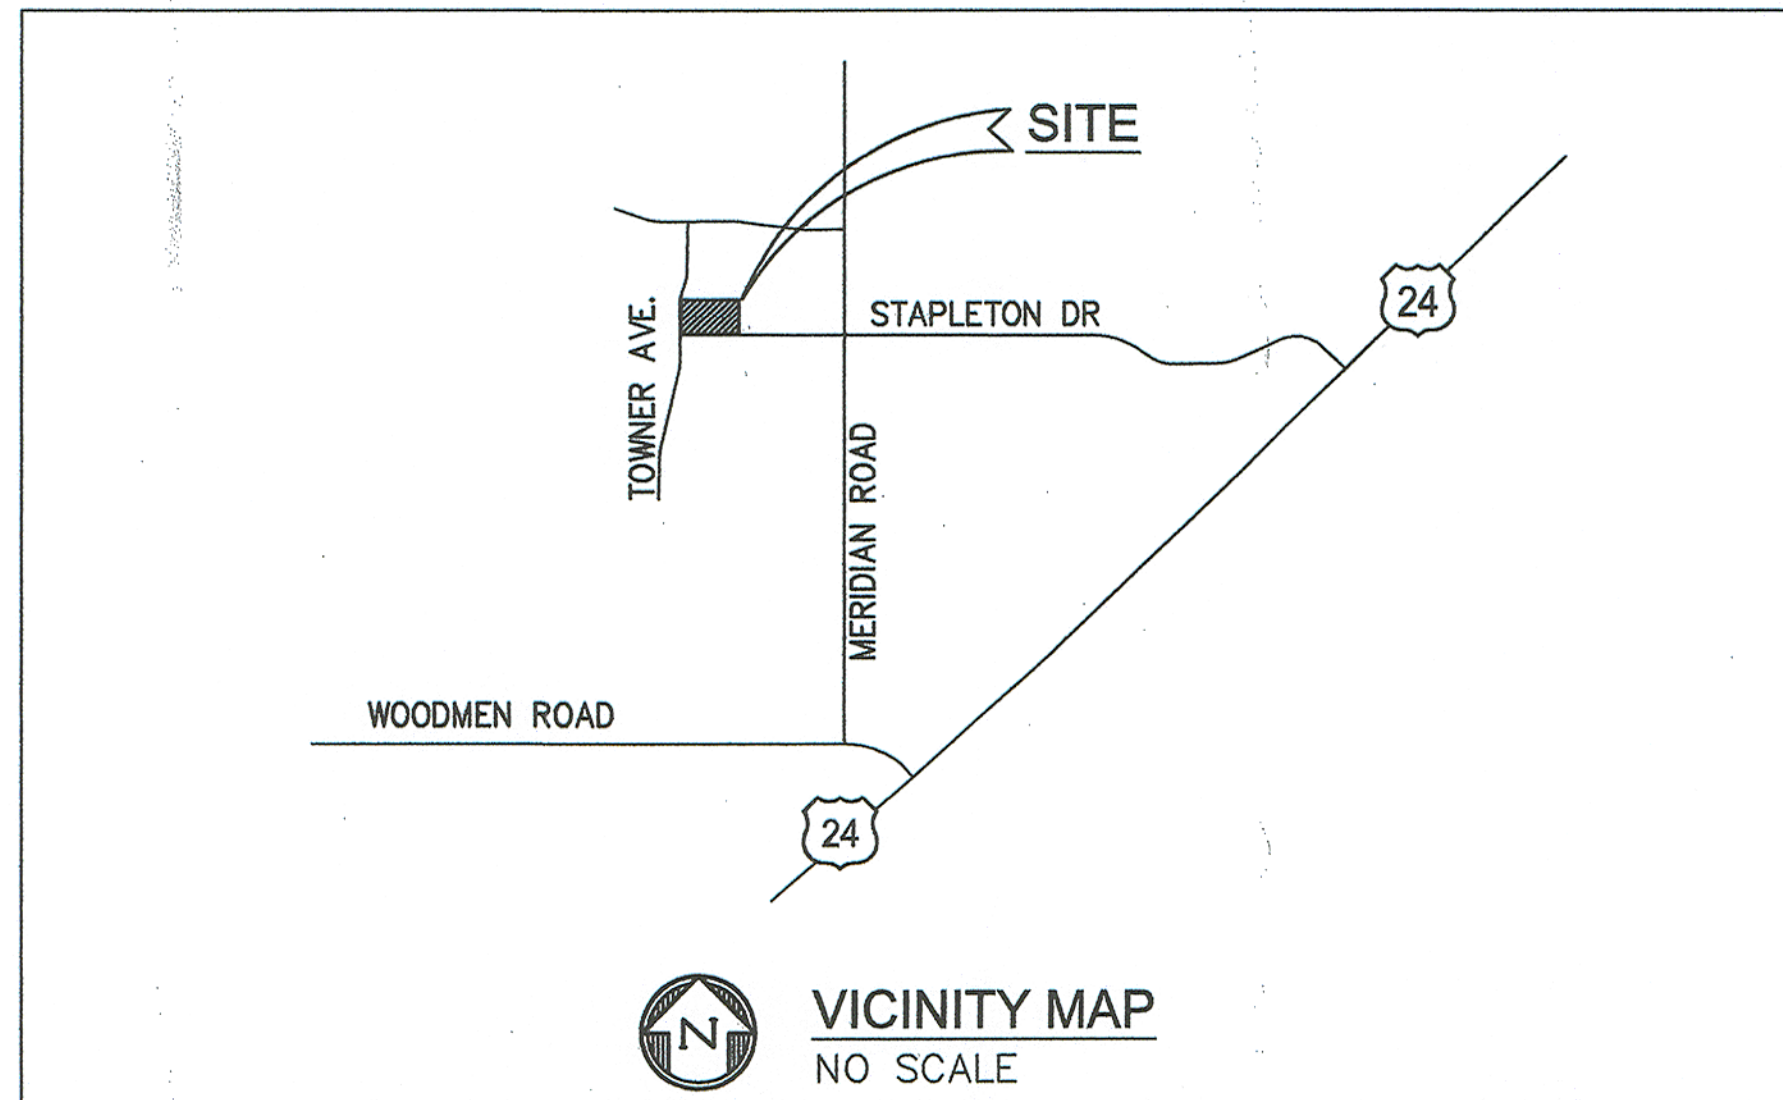 SITE
24
STAPLETON DR
TOWNER AVE.
MERIDIAN ROAD
WOODMEN ROAD
24
N
VICINITY MAP
NO SCALE